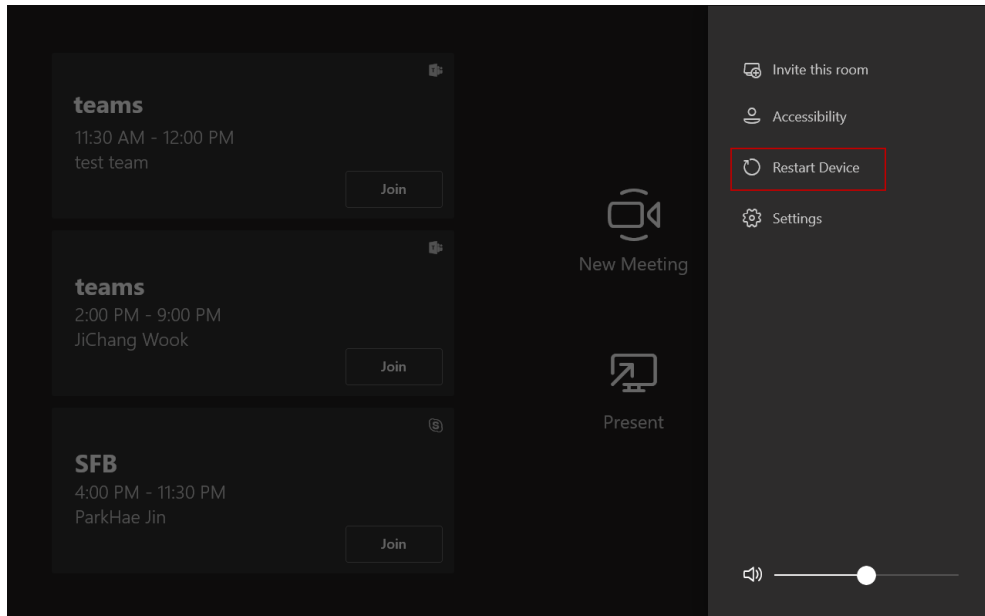 teams
11:30 AM - 12:00 PM
test team
Join
teams
2:00 PM - 9:00 PM
JiChang Wook
Join
SFB
4:00 PM - 11:30 PM
ParkHae Jin
Join
New Meeting
Present
Invite this room
Accessibility
Restart Device
Settings